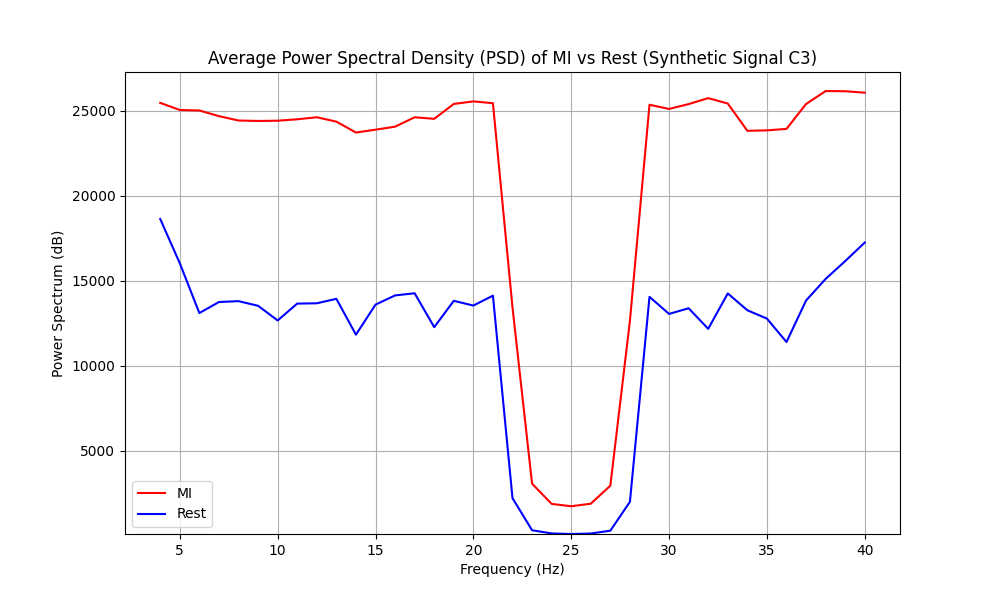 Average Power Spectral Density (PSD) of MI vs Rest (Synthetic Signal C3)
Power Spectrum (dB)
25000
20000
15000
10000
5000
MI
Rest
5 10 15 20 25 30 35 40
Frequency (Hz)